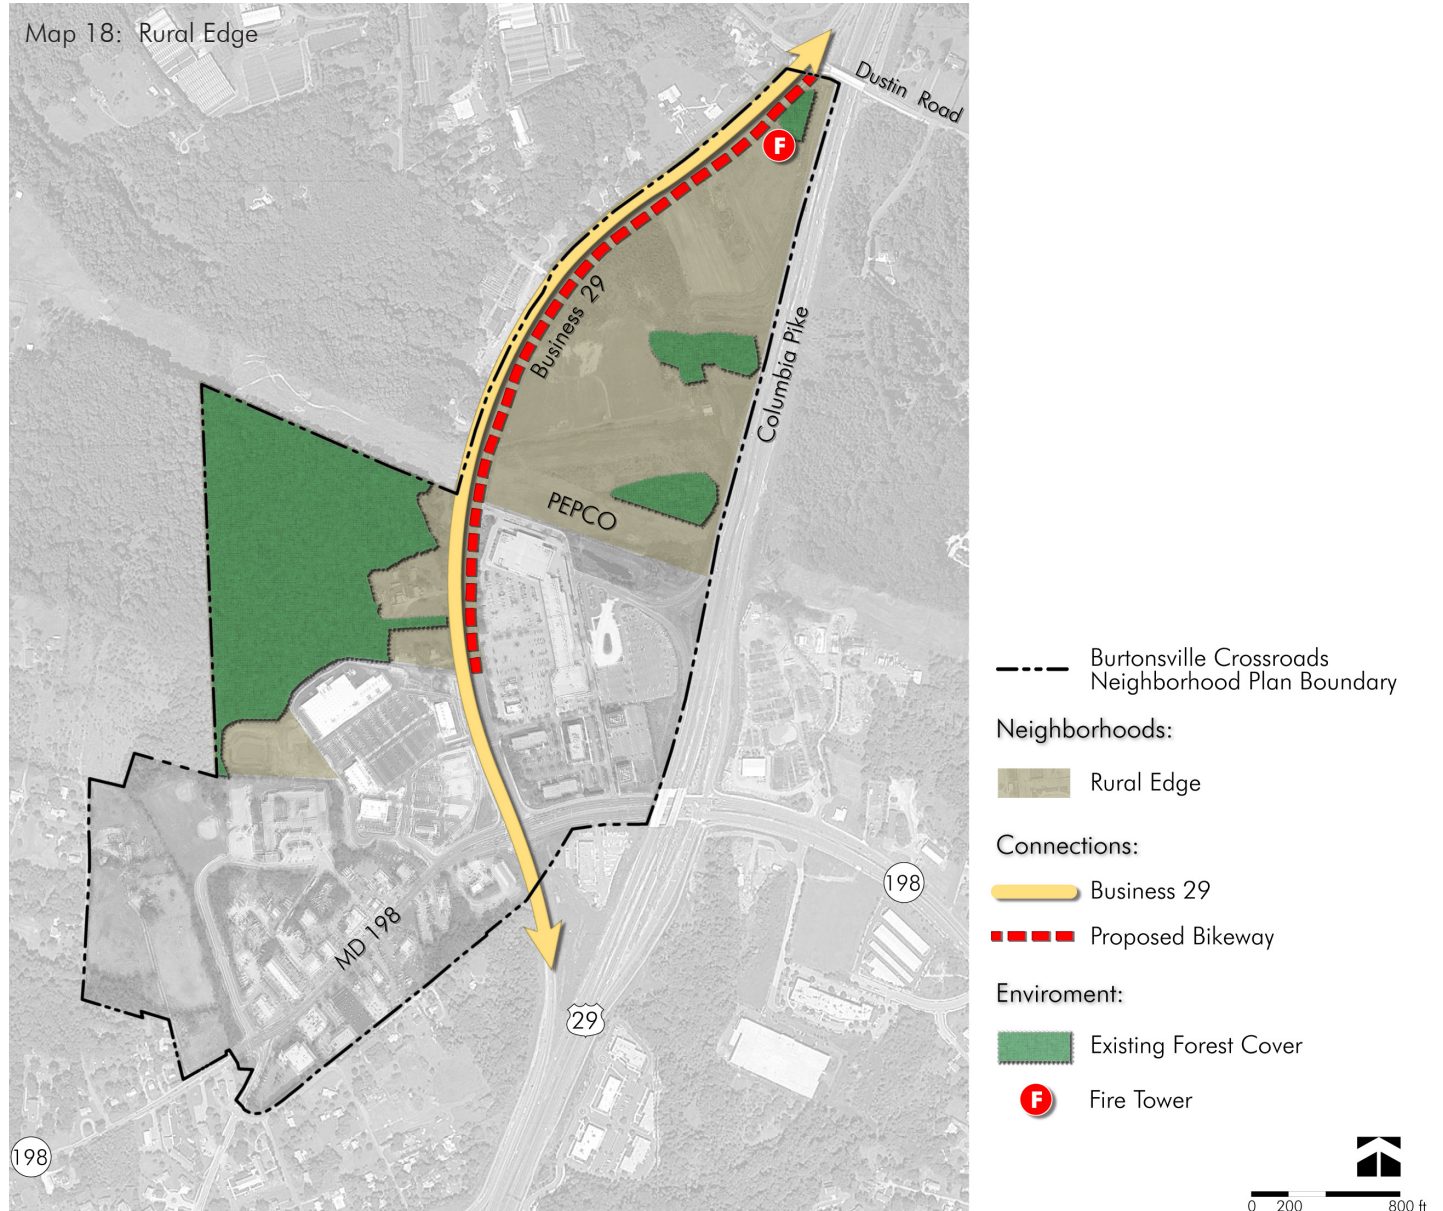 Map 18: Rural Edge
Dustin Road
F
Business 29
Columbia Pike
PEPCO
MD 198
198
29
198
Burtonsville Crossroads
Neighborhood Plan Boundary
Neighborhoods:
Rural Edge
Connections:
Business 29
Proposed Bikeway
Enviroment:
Existing Forest Cover
F Fire Tower
0 200 800 ft